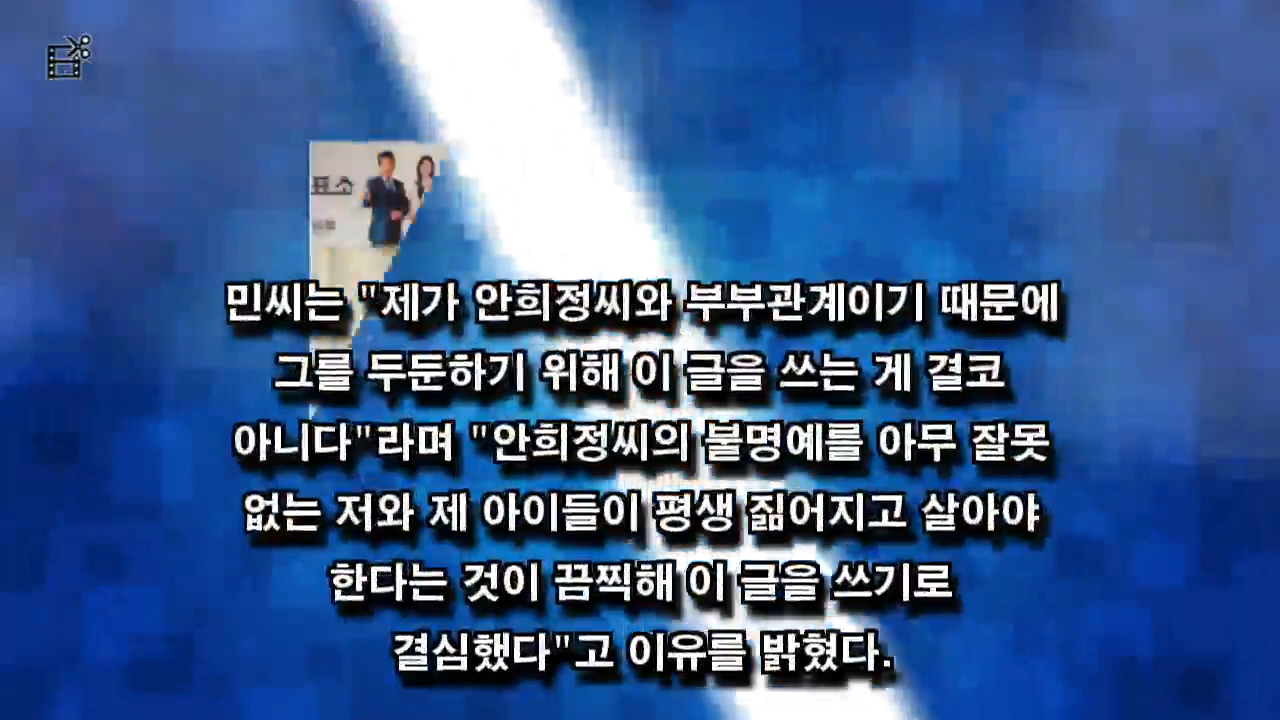 표소
민씨는 "제가 안희정씨와 부부관계이기 때문에
그를 두둔하기 위해 이 글을 쓰는 게 결코
아니다"라며 "안희정씨의 불명예를 아무 잘못
없는 저와 제 아이들이 평생 짊어지고 살아야
한다는 것이 끔찍해 이 글을 쓰기로
결심했다"고 이유를 밝혔다.